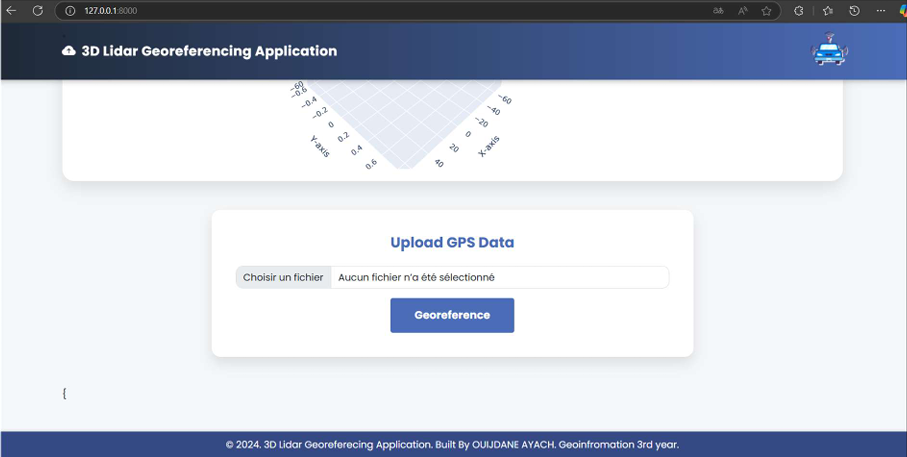 127.0.0.1:8000
3D Lidar Georeferencing Application
−60
−0.6
−0.4
−0.2
0
0.2
0.4
0.6
Y-axis
−60
−40
−20
0
20
40
X-axis
Upload GPS Data
Choisir un fichier Aucun fichier n’a été sélectionné
Georeference
{
© 2024. 3D Lidar Georeferecing Application. Built By OUIJDANE AYACH. Geoinfromation 3rd year.